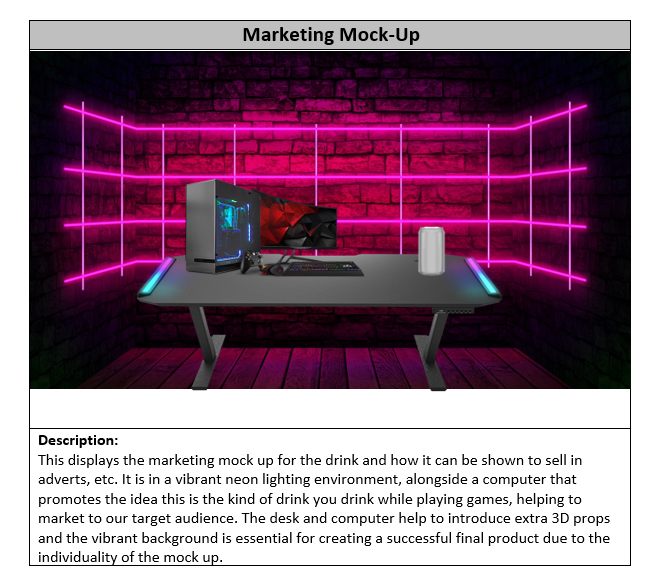 Marketing Mock-Up
Description:
This displays the marketing mock up for the drink and how it can be shown to sell in
adverts, etc. It is in a vibrant neon lighting environment, alongside a computer that
promotes the idea this is the kind of drink you drink while playing games, helping to
market to our target audience. The desk and computer help to introduce extra 3D props
and the vibrant background is essential for creating a successful final product due to the
individuality of the mock up.